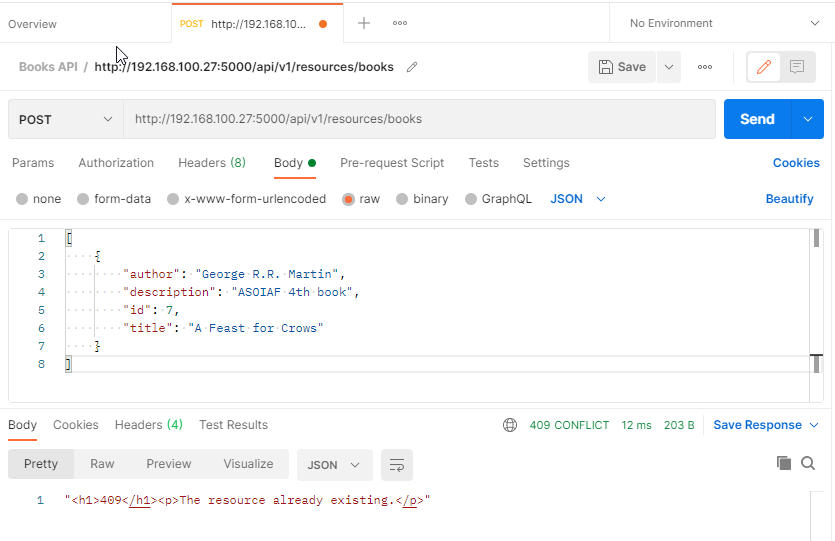 Overview
POST http://192.168.10...
No Environment
Books API / http://192.168.100.27:5000/api/v1/resources/books
Save
POST http://192.168.100.27:5000/api/v1/resources/books Send
Params Authorization Headers (8) Body Pre-request Script Tests Settings Cookies
none form-data x-www-form-urlencoded raw binary GraphQL JSON Beautify
1 [
2 {
3 "author": "George R.R. Martin",
4 "description": "ASOIAF 4th book",
5 "id": 7,
6 "title": "A Feast for Crows"
7 }
8 ]
Body Cookies Headers (4) Test Results 409 CONFLICT 12 ms 203 B Save Response
Pretty Raw Preview Visualize JSON
1 "<h1>409</h1><p>The resource already existing.</p>"